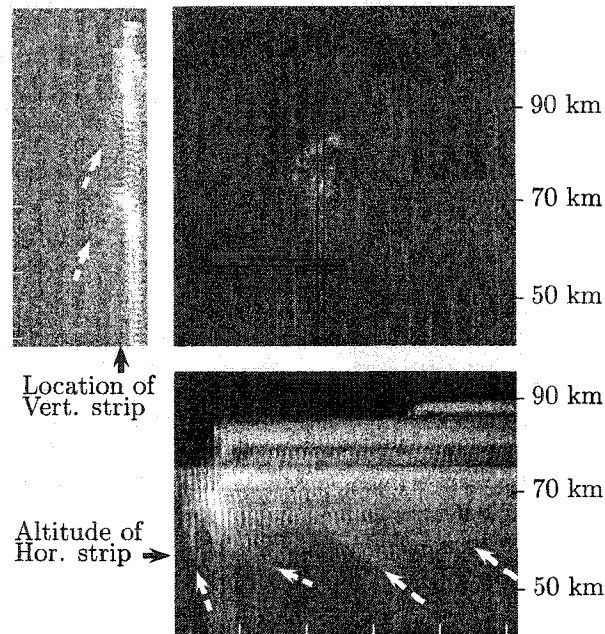 90 km
70 km
50 km
Location of
Vert. strip
90 km
70 km
50 km
Altitude of
Hor. strip